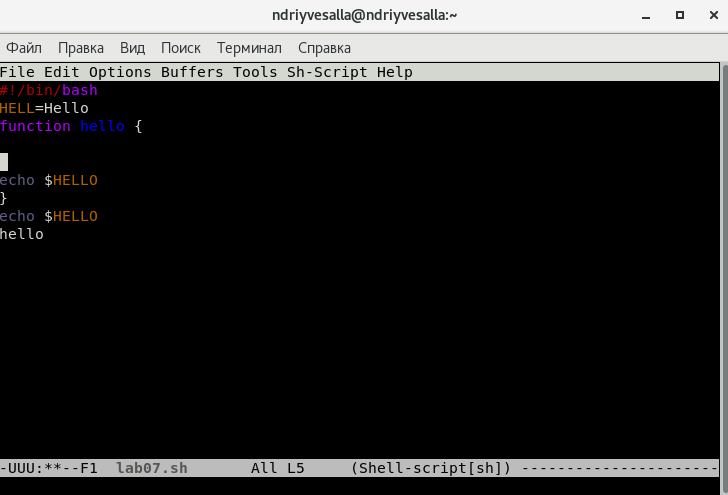 ndriyvesalla@ndriyvesalla:~
Файл Правка Вид Поиск Терминал Справка
File Edit Options Buffers Tools Sh-Script Help
#!/bin/bash
HELL=Hello
function hello {
echo $HELLO
}
echo $HELLO
hello
-UUU:**--F1  lab07.sh       All L5     (Shell-script[sh]) ----------------------